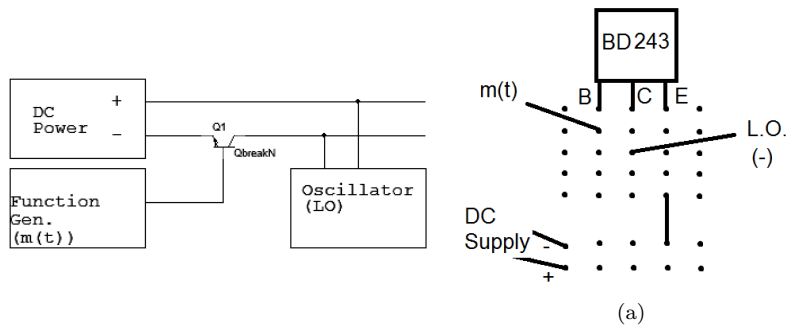 DC
Power
+
−
Q1
QbreakN
Function
Gen.
(m(t))
Oscillator
(LO)
BD243
B C E
m(t)
L.O.
(-)
DC
Supply
-
+
(a)